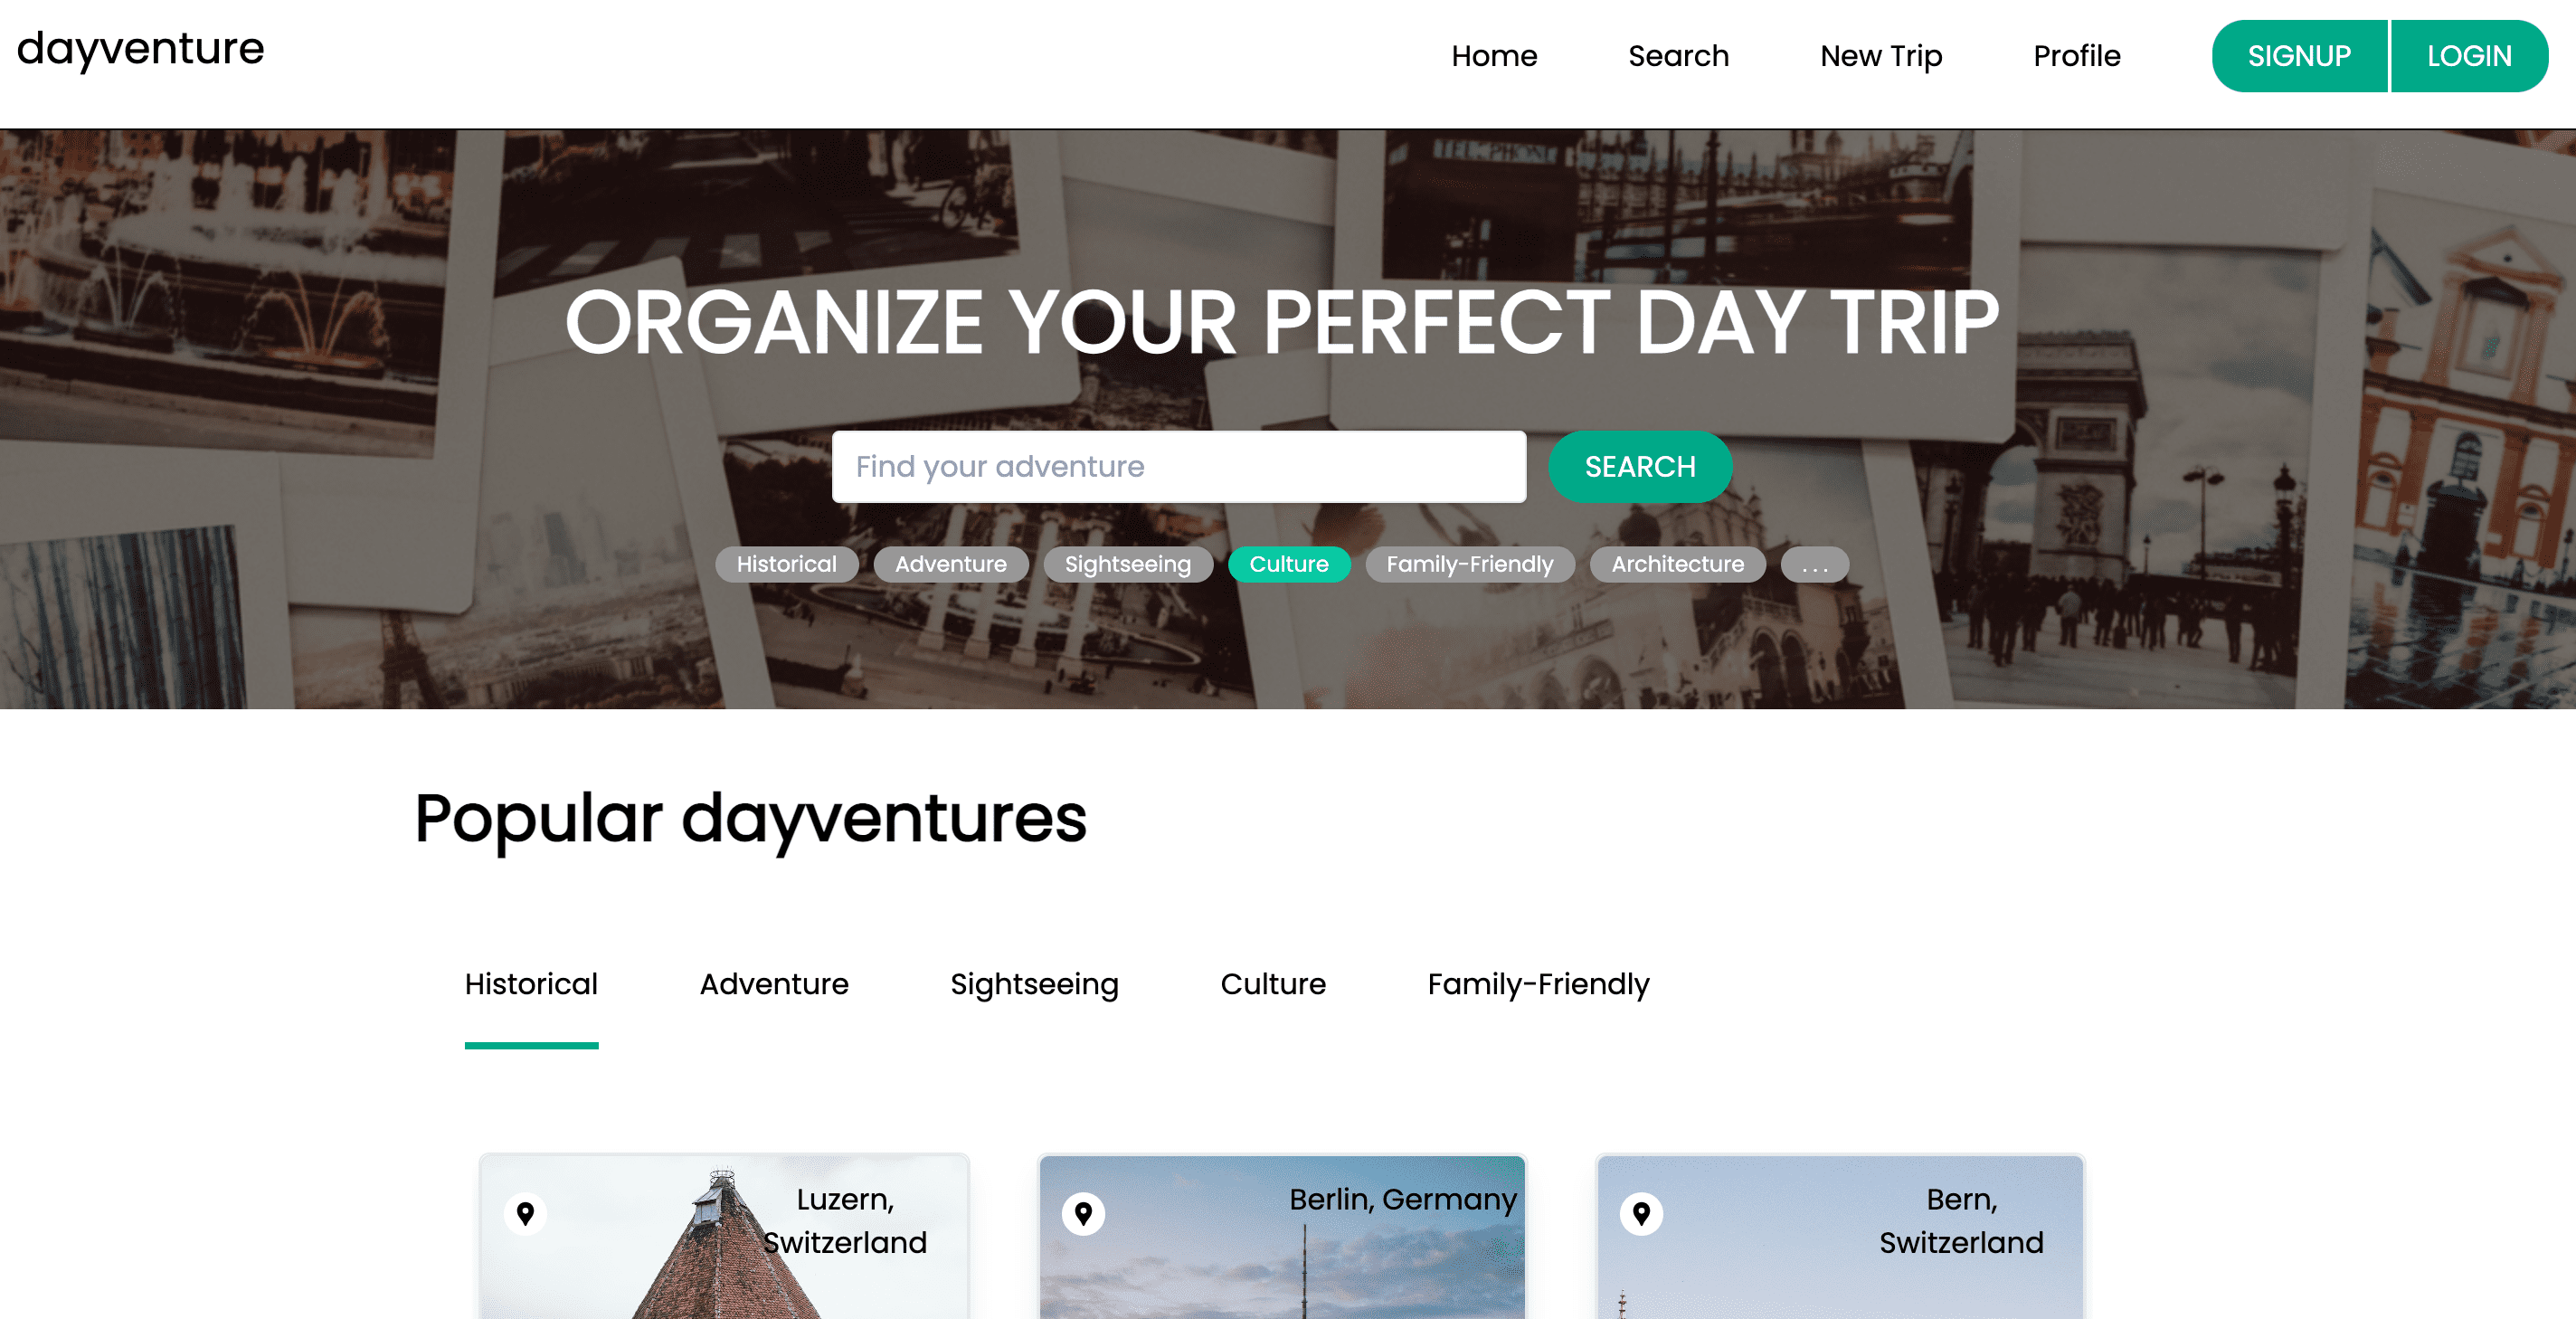 dayventure
Home Search New Trip Profile SIGNUP LOGIN
TELEPHONE
ORGANIZE YOUR PERFECT DAY TRIP
Find your adventure SEARCH
Historical Adventure Sightseeing Culture Family-Friendly Architecture ...
Popular dayventures
Historical Adventure Sightseeing Culture Family-Friendly
Luzern,
Switzerland
Berlin, Germany
Bern,
Switzerland